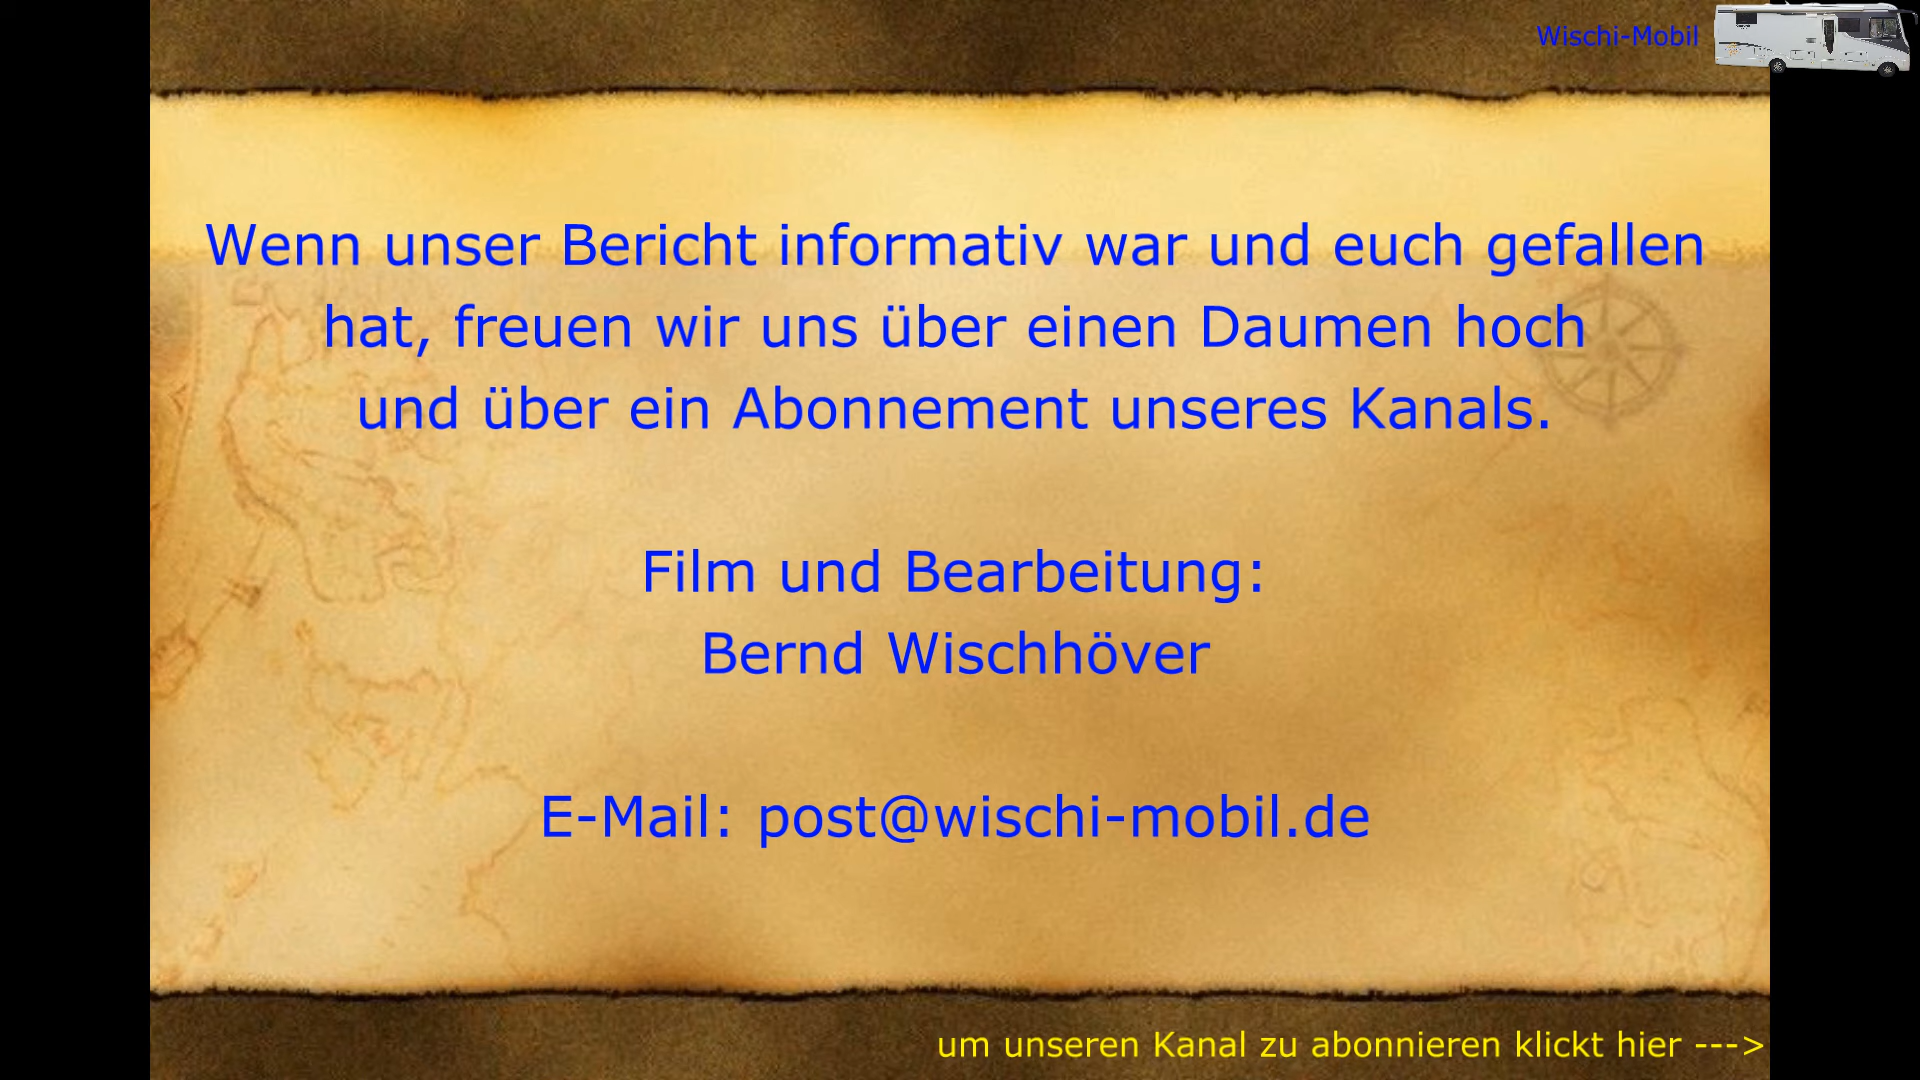 Wischi-Mobil
Wenn unser Bericht informativ war und euch gefallen
hat, freuen wir uns über einen Daumen hoch
und über ein Abonnement unseres Kanals.
Film und Bearbeitung:
Bernd Wischhöver
E-Mail: post@wischi-mobil.de
um unseren Kanal zu abonnieren klickt hier --->